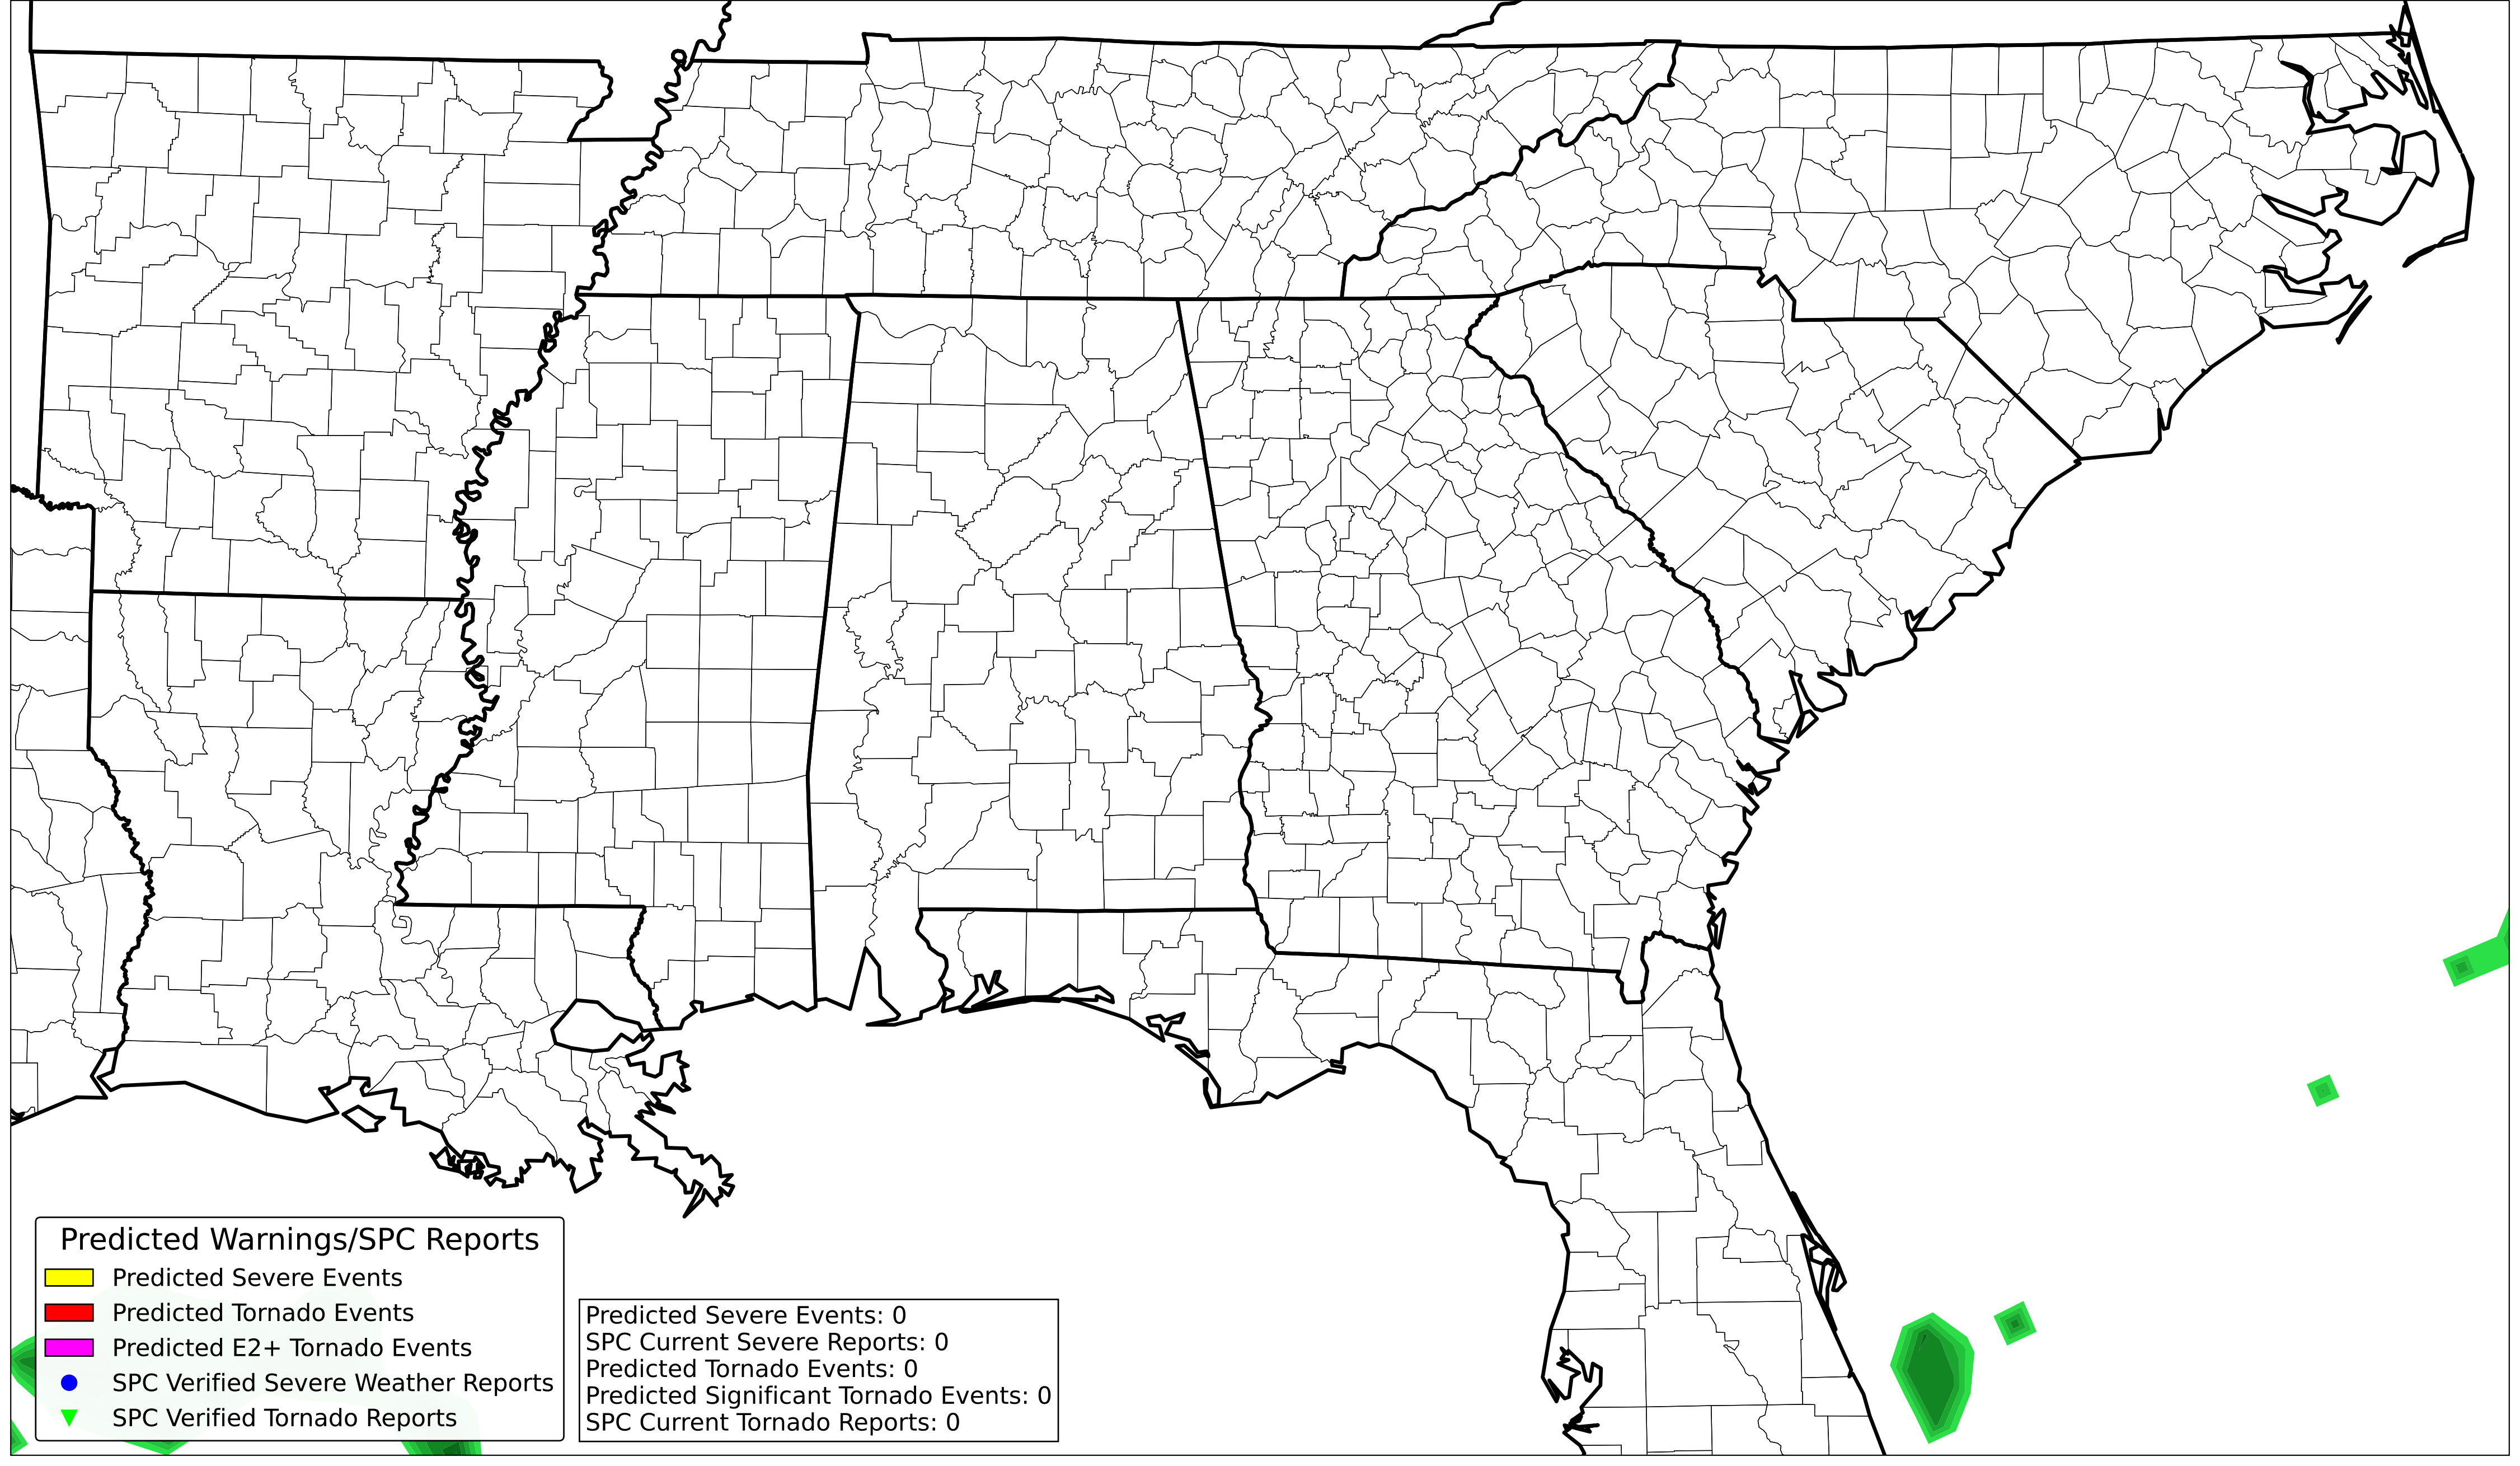 Predicted Warnings/SPC Reports
Predicted Severe Events
Predicted Tornado Events
Predicted E2+ Tornado Events
SPC Verified Severe Weather Reports
SPC Verified Tornado Reports
Predicted Severe Events: 0
SPC Current Severe Reports: 0
Predicted Tornado Events: 0
Predicted Significant Tornado Events: 0
SPC Current Tornado Reports: 0